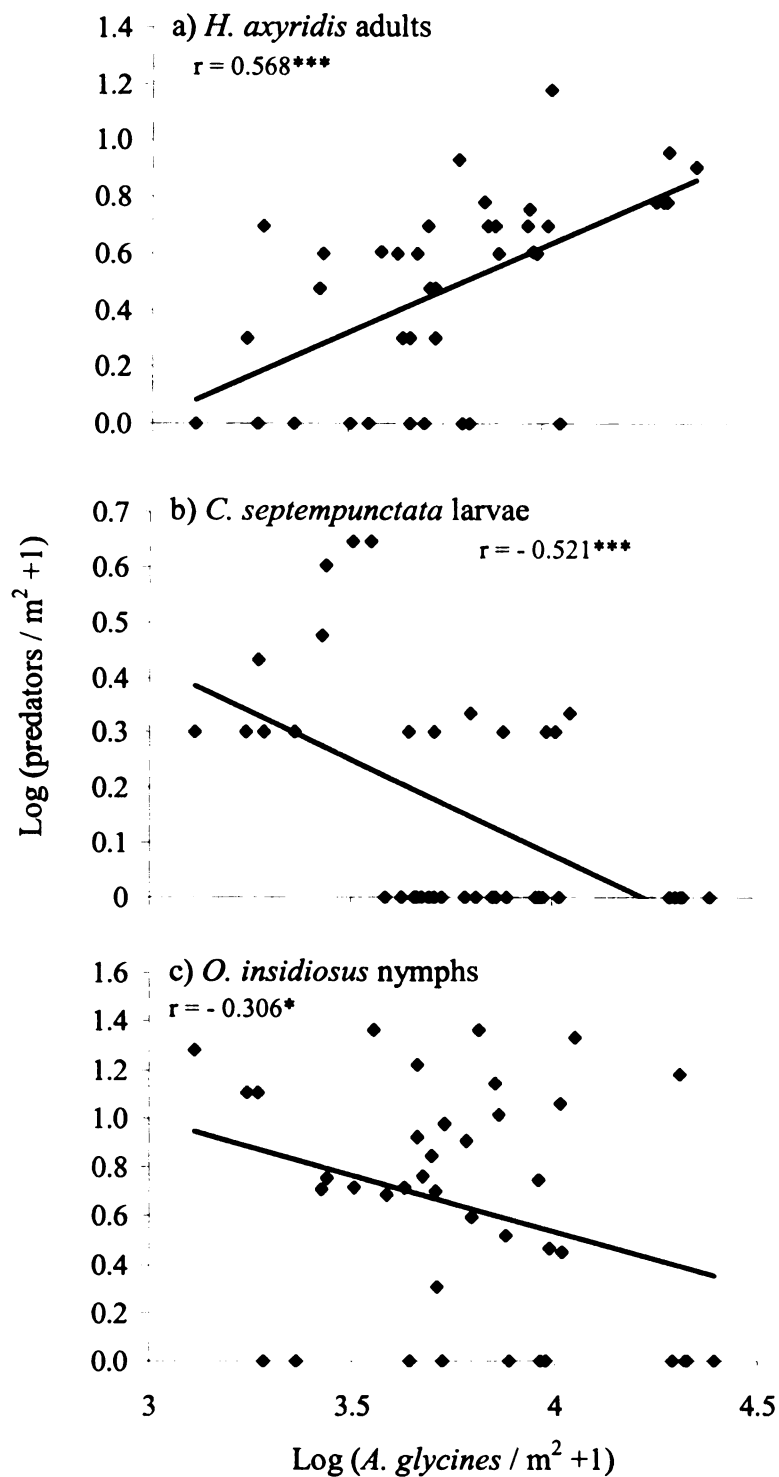 a) H. axyridis adults
r = 0.568***
1.4
1.2
1.0
0.8
0.6
0.4
0.2
0.0
b) C. septempunctata larvae
r = - 0.521***
0.7
0.6
0.5
0.4
0.3
0.2
0.1
0
Log (predators / m² +1)
c) O. insidiosus nymphs
r = - 0.306*
1.6
1.4
1.2
1.0
0.8
0.6
0.4
0.2
0.0
3 3.5 4 4.5
Log (A. glycines / m² +1)